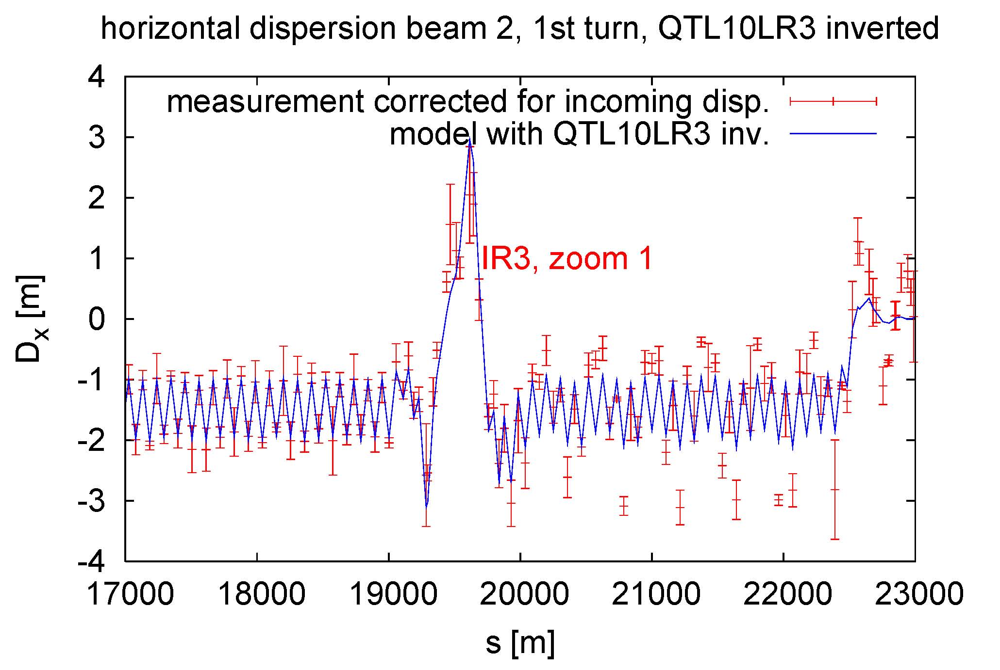 horizontal dispersion beam 2, 1st turn, QTL10LR3 inverted
measurement corrected for incoming disp.
model with QTL10LR3 inv.
IR3, zoom 1
4
3
2
1
0
-1
-2
-3
-4
Dx [m]
17000 18000 19000 20000 21000 22000 23000
s [m]